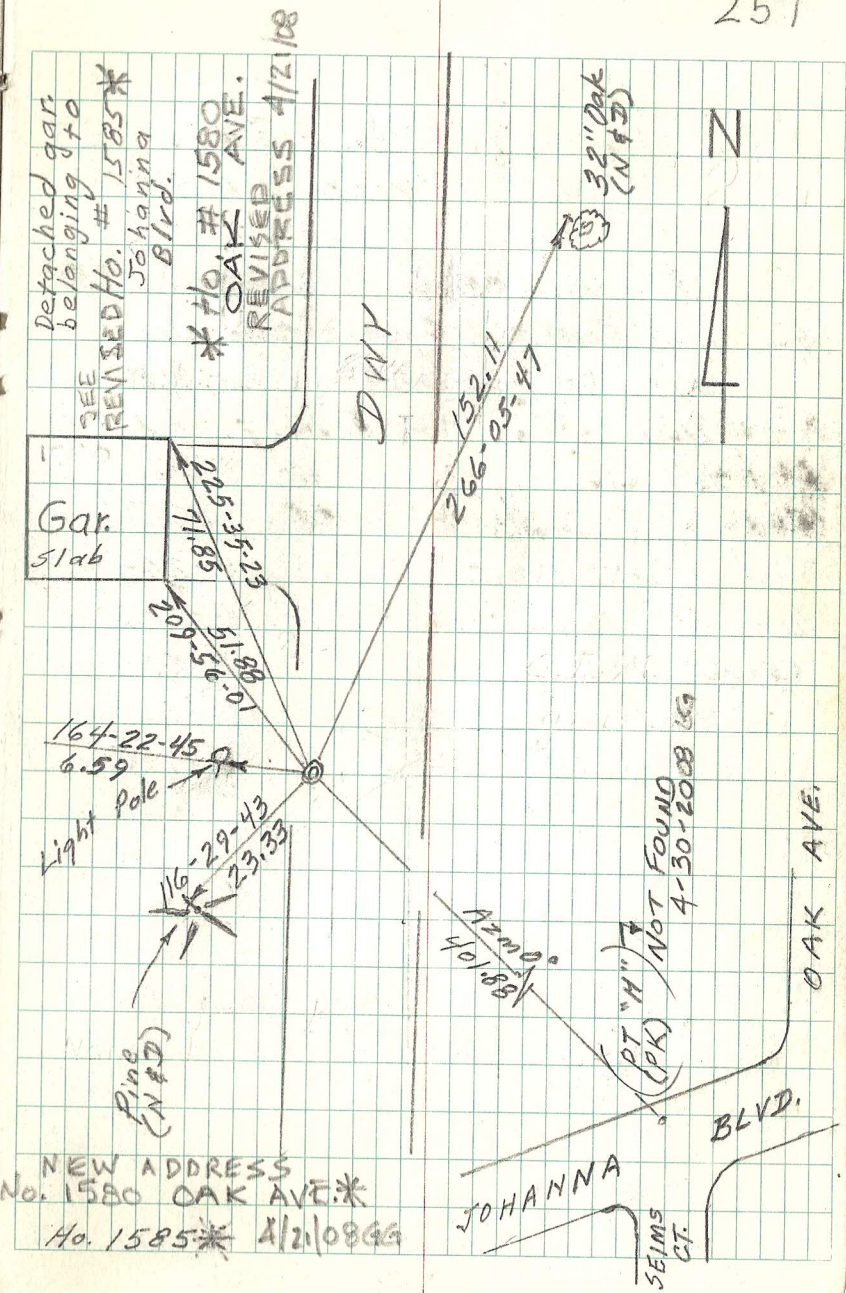 251
Detached gar.
belonging to
SEE
REVISED Ho. # 1585*
Johanna
Blvd.
* Ho. # 1580
OAK AVE.
REVISED
ADDRESS 4/21/08
Gar.
Slab
DWY
32" Oak
(N & D)
N
152.11
266-05-47
225-35-23
71.85
209-56-01
51.88
164-22-45
6.59
Light Pole
116-29-43
23.33
Pine
(N & D)
Azm 0°
401.88
(PT "H")
(PK)
NOT FOUND
4-30-2008 GG
OAK AVE.
JOHANNA BLVD.
SEIMS
CT.
NEW ADDRESS
No. 1580 OAK AVE.*
Ho. 1585* 4/21/08 GG